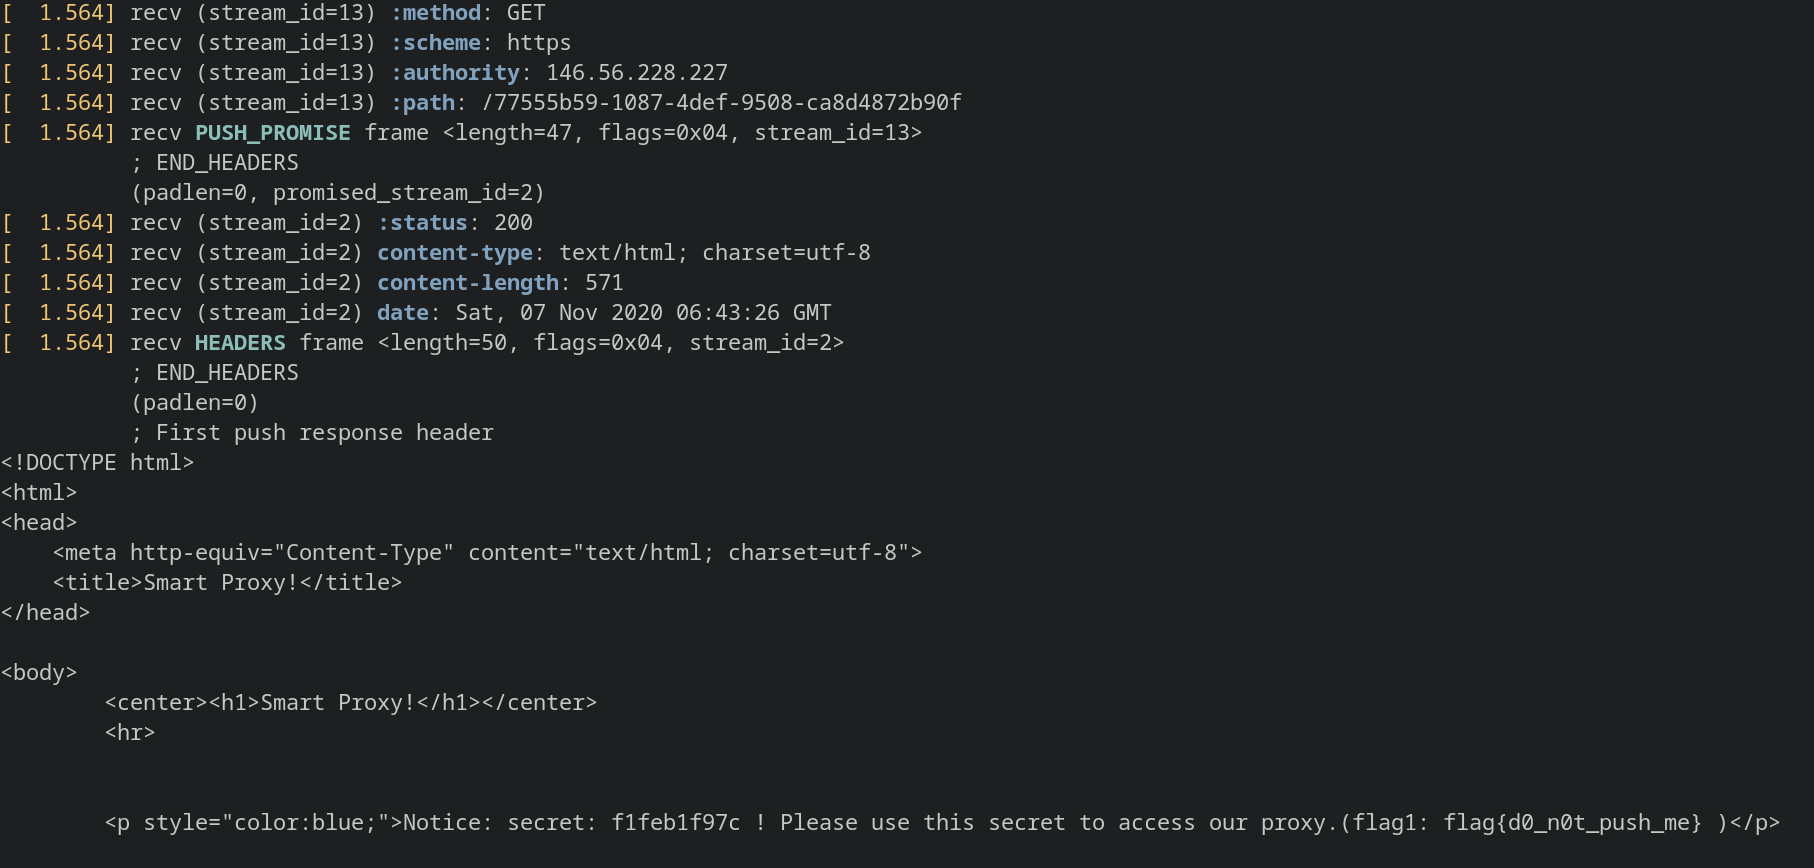 [  1.564] recv (stream_id=13) :method: GET
[  1.564] recv (stream_id=13) :scheme: https
[  1.564] recv (stream_id=13) :authority: 146.56.228.227
[  1.564] recv (stream_id=13) :path: /77555b59-1087-4def-9508-ca8d4872b90f
[  1.564] recv PUSH_PROMISE frame <length=47, flags=0x04, stream_id=13>
          ; END_HEADERS
          (padlen=0, promised_stream_id=2)
[  1.564] recv (stream_id=2) :status: 200
[  1.564] recv (stream_id=2) content-type: text/html; charset=utf-8
[  1.564] recv (stream_id=2) content-length: 571
[  1.564] recv (stream_id=2) date: Sat, 07 Nov 2020 06:43:26 GMT
[  1.564] recv HEADERS frame <length=50, flags=0x04, stream_id=2>
          ; END_HEADERS
          (padlen=0)
          ; First push response header
<!DOCTYPE html>
<html>
<head>
    <meta http-equiv="Content-Type" content="text/html; charset=utf-8">
    <title>Smart Proxy!</title>
</head>

<body>
        <center><h1>Smart Proxy!</h1></center>
        <hr>


        <p style="color:blue;">Notice: secret: f1feb1f97c ! Please use this secret to access our proxy.(flag1: flag{d0_n0t_push_me} )</p>